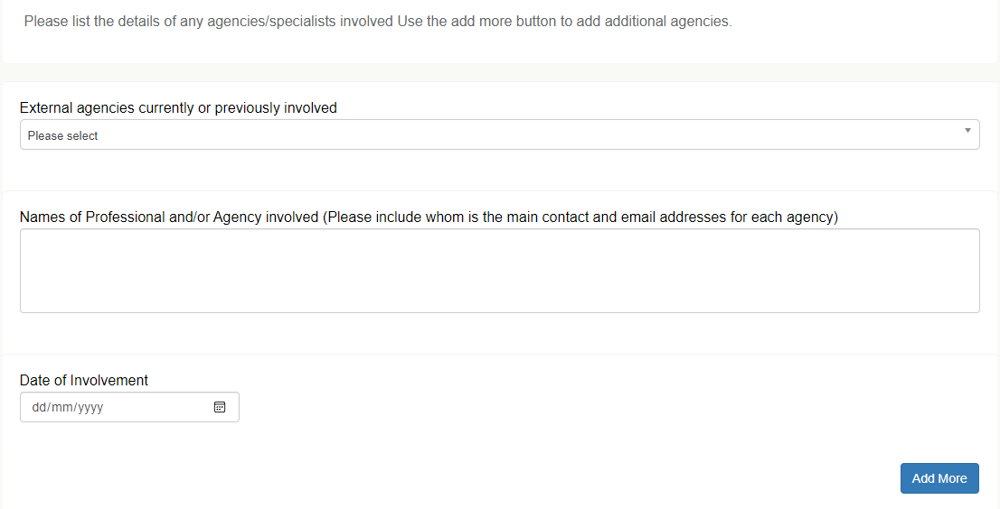 Please list the details of any agencies/specialists involved Use the add more button to add additional agencies.
External agencies currently or previously involved
Please select
Names of Professional and/or Agency involved (Please include whom is the main contact and email addresses for each agency)
Date of Involvement
dd/mm/yyyy
Add More